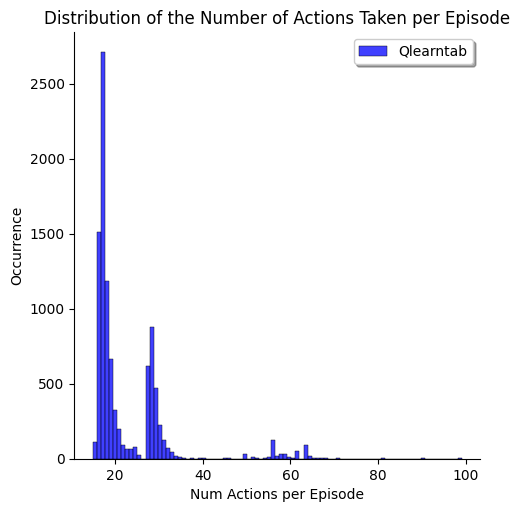 Distribution of the Number of Actions Taken per Episode
Qlearntab
2500
2000
1500
1000
500
0
Occurrence
20
40
60
80
100
Num Actions per Episode